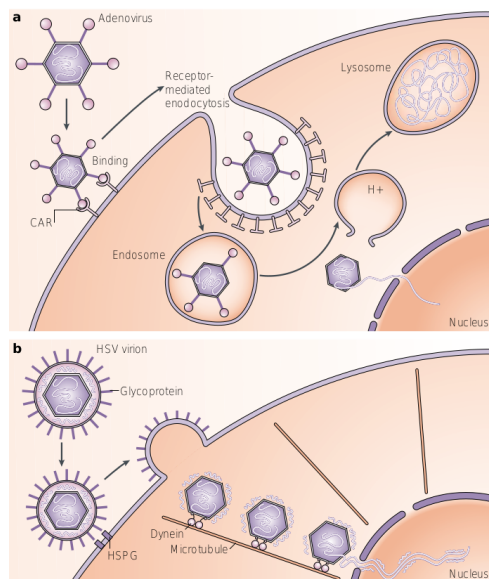 a
Adenovirus
Receptor-
mediated
endocytosis
Lysosome
Binding
CAR
H+
Endosome
Nucleus
b
HSV virion
Glycoprotein
Dynein
Microtubule
HSPG
Nucleus